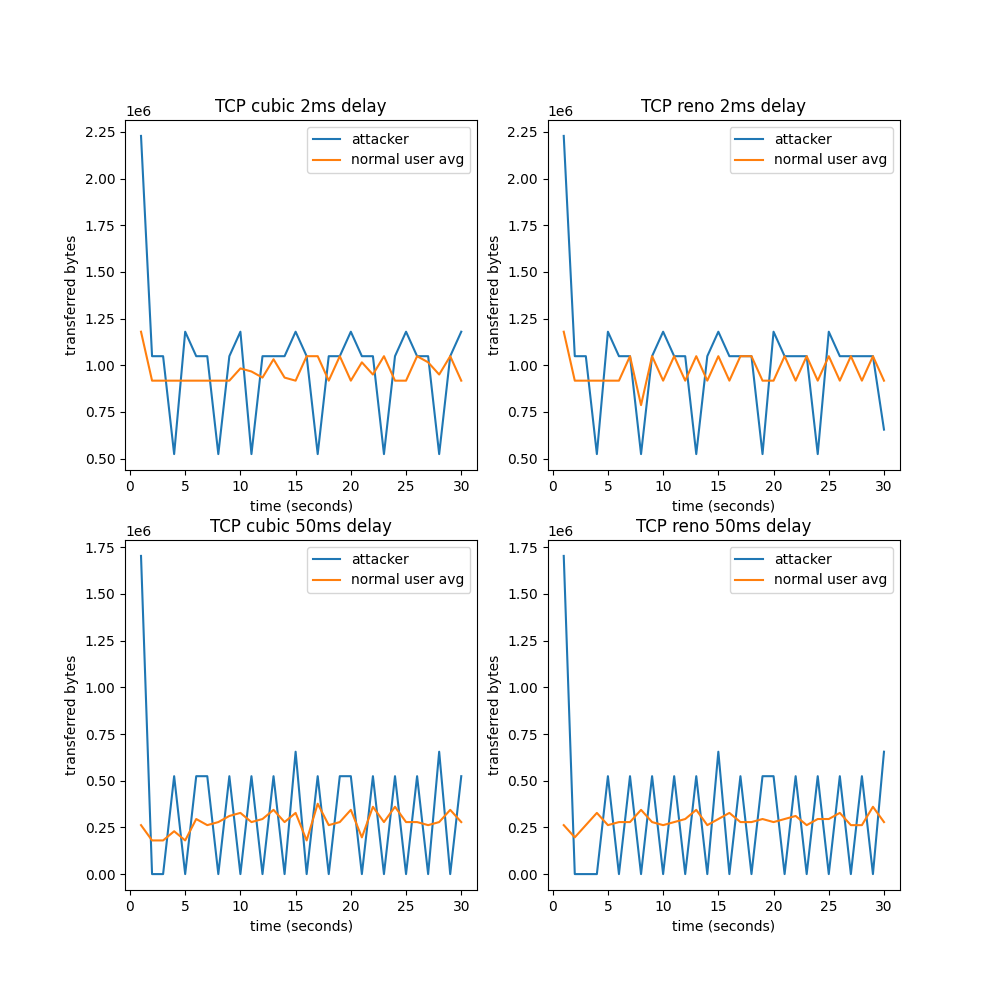 TCP cubic 2ms delay
1e6
attacker
normal user avg
2.25
2.00
1.75
1.50
1.25
1.00
0.75
0.50
transferred bytes
0 5 10 15 20 25 30
time (seconds)
TCP reno 2ms delay
1e6
attacker
normal user avg
2.25
2.00
1.75
1.50
1.25
1.00
0.75
0.50
transferred bytes
0 5 10 15 20 25 30
time (seconds)
TCP cubic 50ms delay
1e6
attacker
normal user avg
1.75
1.50
1.25
1.00
0.75
0.50
0.25
0.00
transferred bytes
0 5 10 15 20 25 30
time (seconds)
TCP reno 50ms delay
1e6
attacker
normal user avg
1.75
1.50
1.25
1.00
0.75
0.50
0.25
0.00
transferred bytes
0 5 10 15 20 25 30
time (seconds)